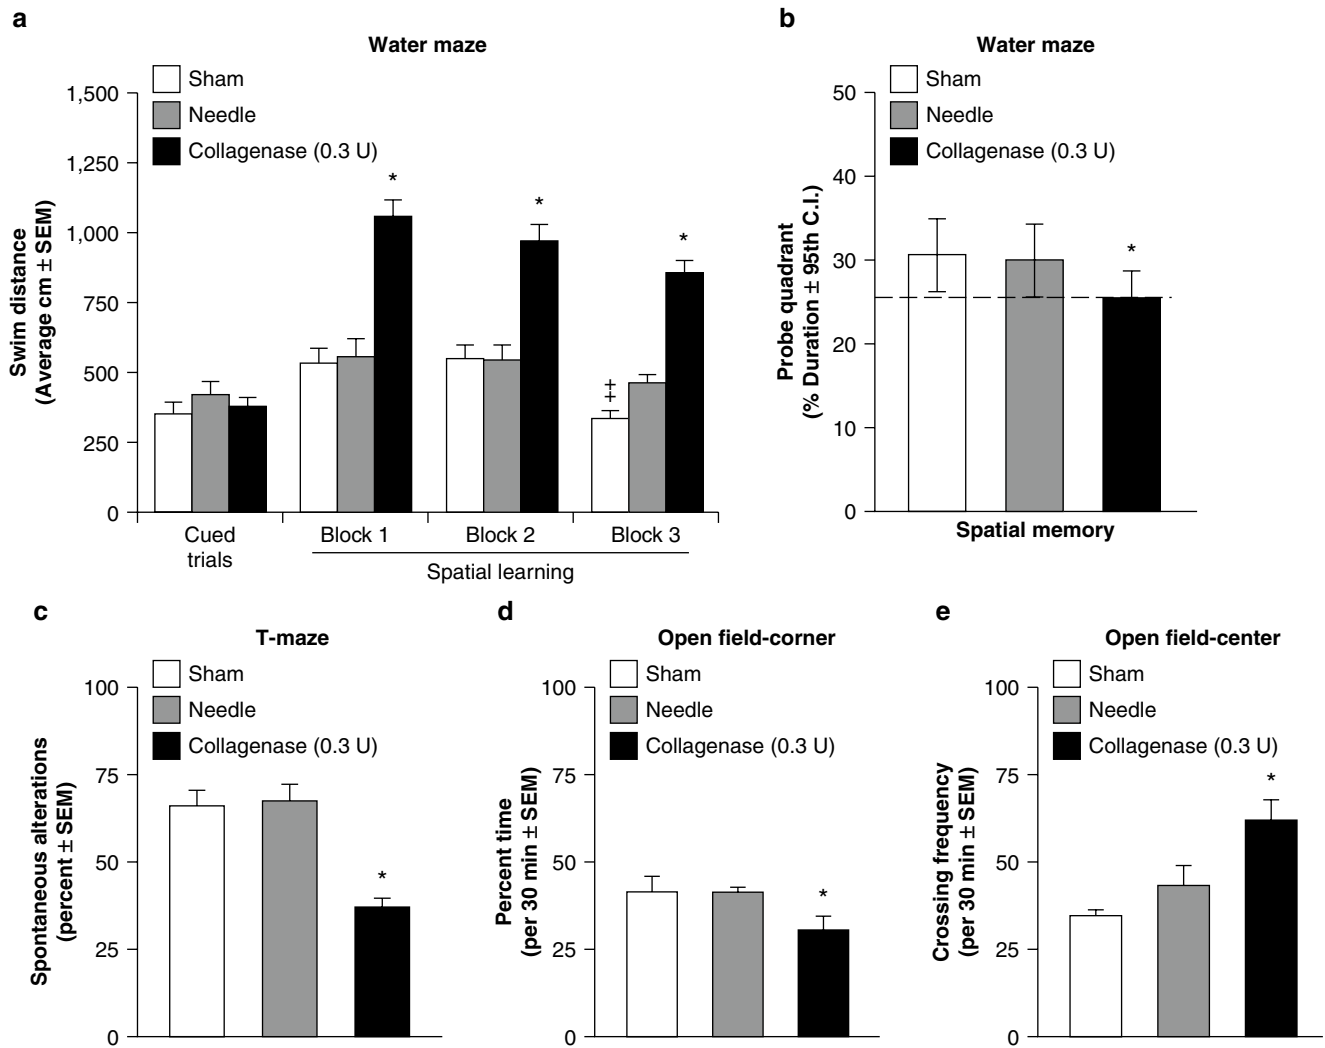 a
Water maze
Sham
Needle
Collagenase (0.3 U)
Swim distance
(Average cm ± SEM)
1,500
1,250
1,000
750
500
250
0
*
*
*
‡
Cued
trials
Block 1
Block 2
Block 3
Spatial learning
b
Water maze
Sham
Needle
Collagenase (0.3 U)
Probe quadrant
(% Duration ± 95th C.I.)
50
40
30
20
10
0
*
Spatial memory
c
T-maze
Sham
Needle
Collagenase (0.3 U)
Spontaneous alterations
(percent ± SEM)
100
75
50
25
0
*
d
Open field-corner
Sham
Needle
Collagenase (0.3 U)
Percent time
(per 30 min ± SEM)
100
75
50
25
0
*
e
Open field-center
Sham
Needle
Collagenase (0.3 U)
Crossing frequency
(per 30 min ± SEM)
100
75
50
25
0
*